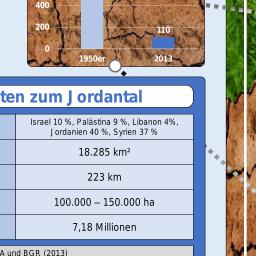 400
200
0
110
1950er
2013
ten zum Jordantal
Israel 10 %, Palästina 9 %, Libanon 4%,
Jordanien 40 %, Syrien 37 %
18.285 km²
223 km
100.000 – 150.000 ha
7,18 Millionen
A und BGR (2013)